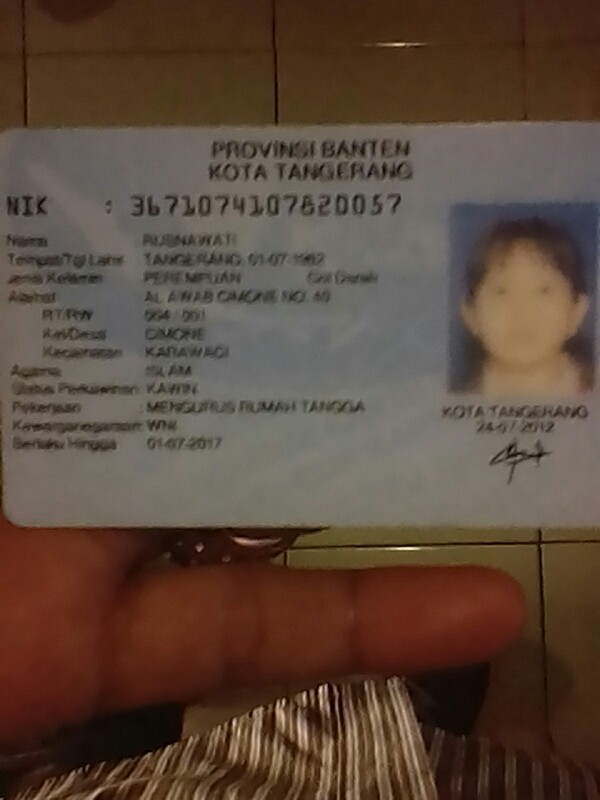 PROVINSI BANTEN
KOTA TANGERANG
NIK : 3671074107820057
Nama RUSNAWATI
Tempat/Tgl Lahir TANGERANG, 01-07-1982
Jenis Kelamin PEREMPUAN Gol Darah
Alamat AL AWAB CIMONE NO. 40
RT/RW 004 / 001
Kel/Desa CIMONE
Kecamatan KARAWACI
Agama ISLAM
Status Perkawinan: KAWIN
Pekerjaan : MENGURUS RUMAH TANGGA
Kewarganegaraan: WNI
Berlaku Hingga 01-07-2017
KOTA TANGERANG
24-07-2012